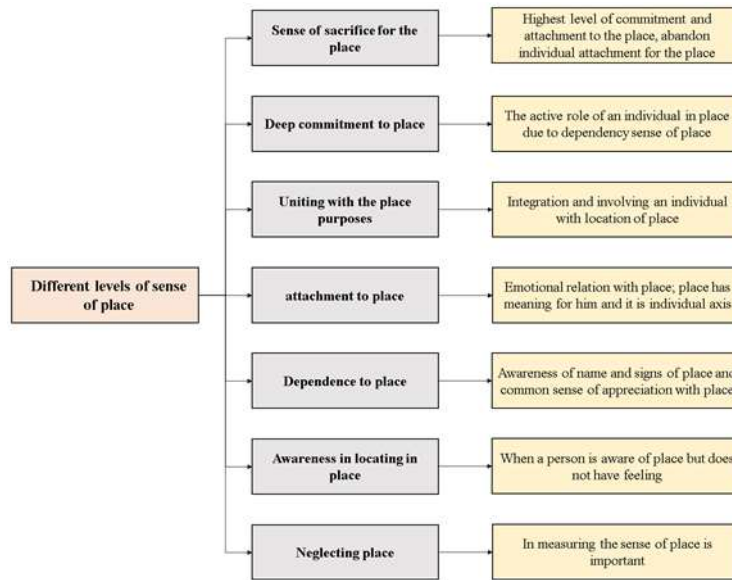 Sense of sacrifice for the
place
Highest level of commitment and
attachment to the place, abandon
individual attachment for the place
Deep commitment to place
The active role of an individual in place
due to dependency sense of place
Uniting with the place
purposes
Integration and involving an individual
with location of place
Different levels of sense
of place
attachment to place
Emotional relation with place; place has
meaning for him and it is individual axis
Dependence to place
Awareness of name and signs of place and
common sense of appreciation with place
Awareness in locating in
place
When a person is aware of place but does
not have feeling
Neglecting place
In measuring the sense of place is
important